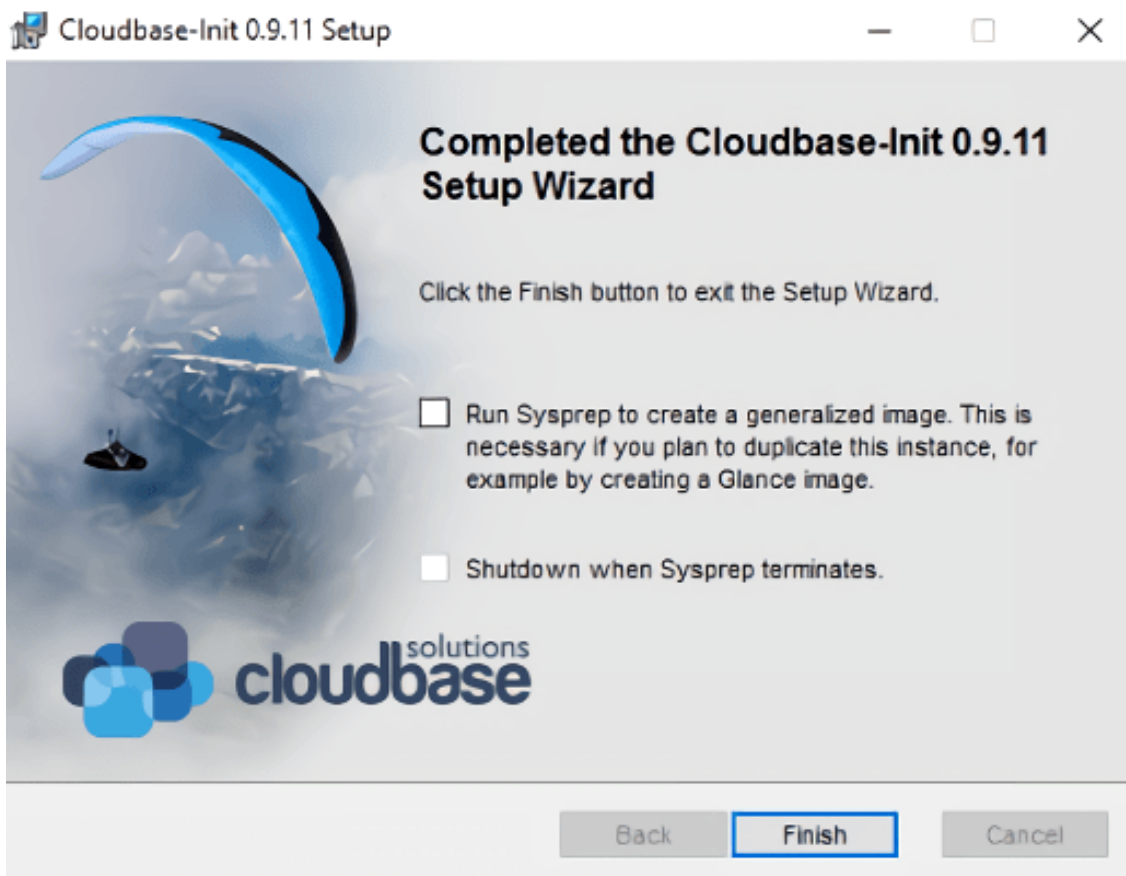 Cloudbase-Init 0.9.11 Setup
Completed the Cloudbase-Init 0.9.11
Setup Wizard
Click the Finish button to exit the Setup Wizard.
Run Sysprep to create a generalized image. This is
necessary if you plan to duplicate this instance, for
example by creating a Glance image.
Shutdown when Sysprep terminates.
solutions
cloudbase
Back
Finish
Cancel